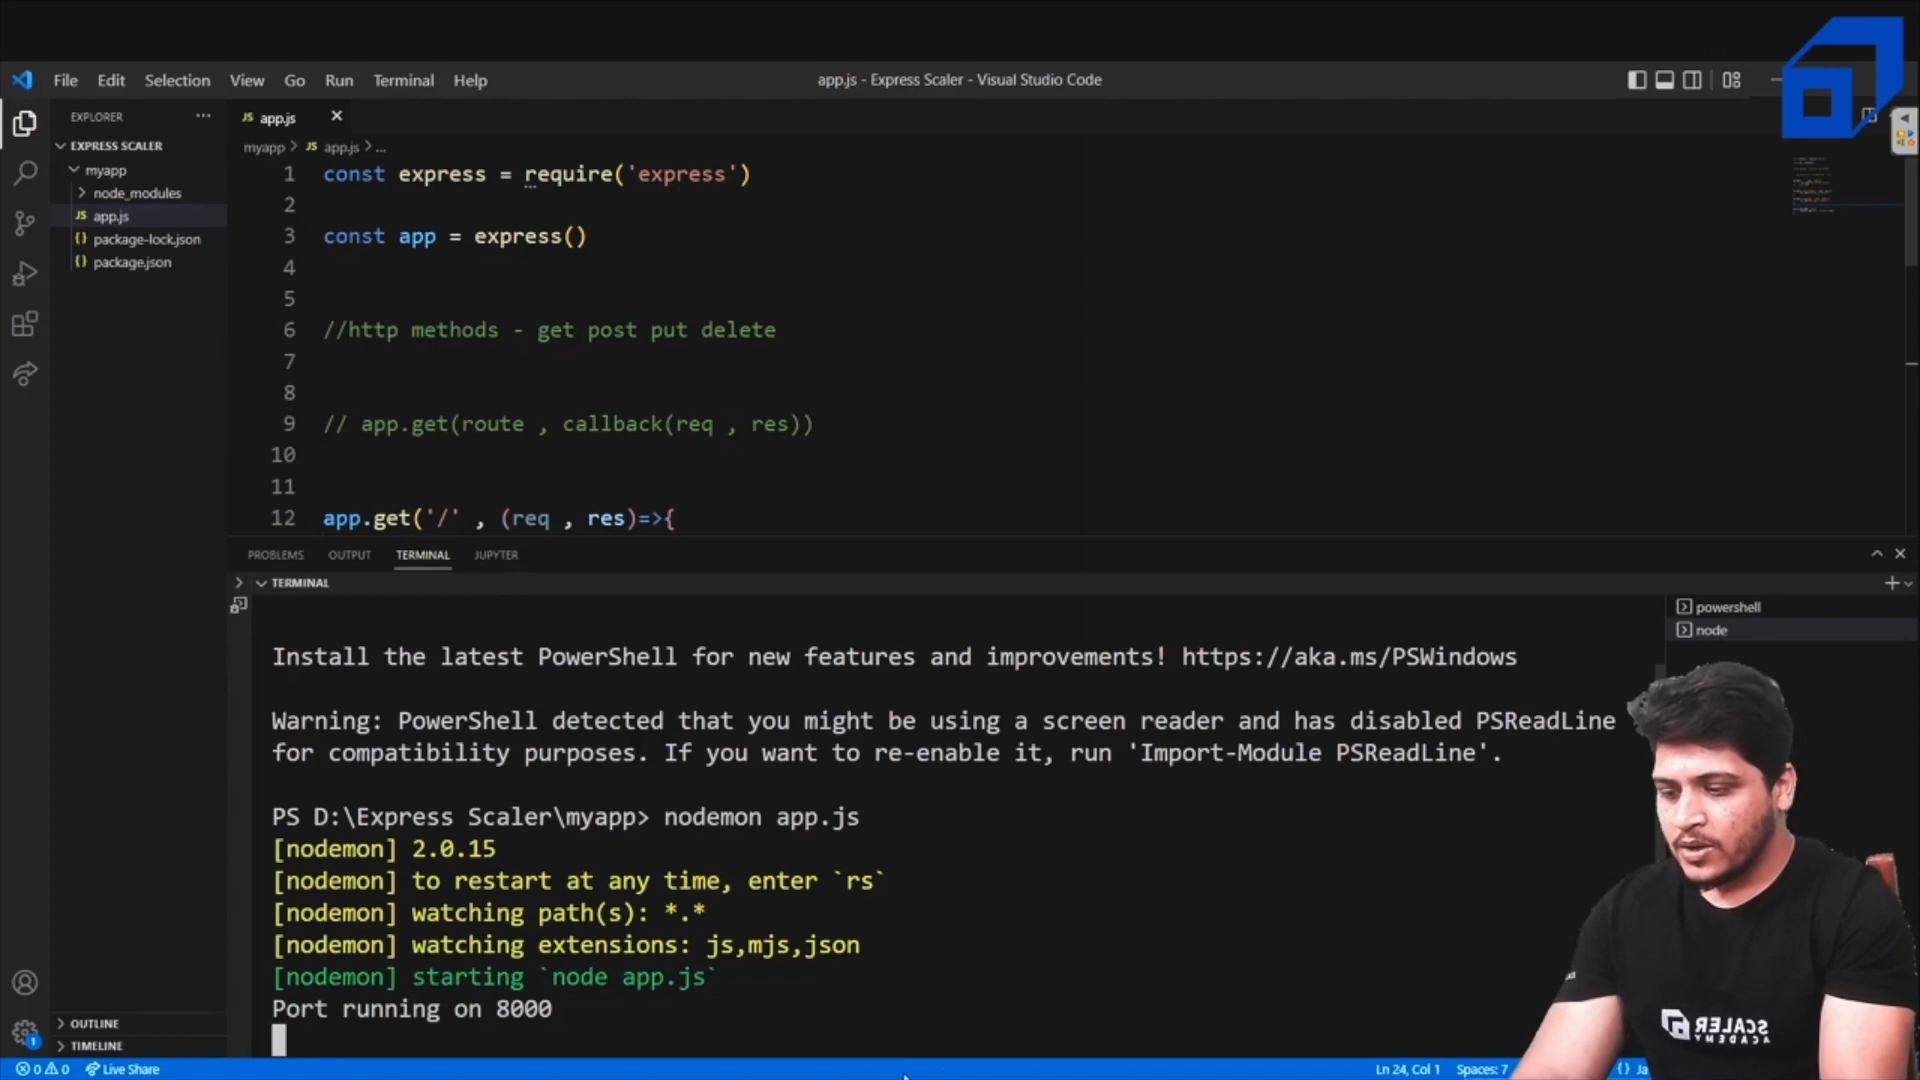 File Edit Selection View Go Run Terminal Help
app.js - Express Scaler - Visual Studio Code
EXPLORER ...
EXPRESS SCALER
myapp
node_modules
JS app.js
{} package-lock.json
{} package.json
OUTLINE
TIMELINE
JS app.js
myapp > JS app.js > ...
1 const express = require('express')
2
3 const app = express()
4
5
6 //http methods - get post put delete
7
8
9 // app.get(route , callback(req , res))
10
11
12 app.get('/' , (req , res)=>{
PROBLEMS OUTPUT TERMINAL JUPYTER
TERMINAL
powershell
node
Install the latest PowerShell for new features and improvements! https://aka.ms/PSWindows
Warning: PowerShell detected that you might be using a screen reader and has disabled PSReadLine
for compatibility purposes. If you want to re-enable it, run 'Import-Module PSReadLine'.
PS D:\Express Scaler\myapp> nodemon app.js
[nodemon] 2.0.15
[nodemon] to restart at any time, enter `rs`
[nodemon] watching path(s): *.*
[nodemon] watching extensions: js,mjs,json
[nodemon] starting `node app.js`
Port running on 8000
SCALER
ACADEMY
1
0 0 Live Share
Ln 24, Col 1 Spaces: 7 {} Ja